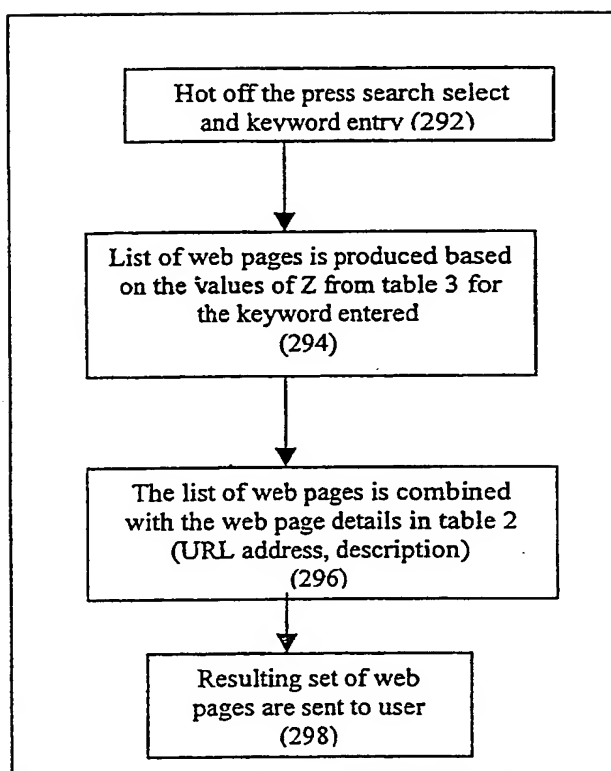 Hot off the press search select
and keyword entry (292)
List of web pages is produced based
on the values of Z from table 3 for
the keyword entered
(294)
The list of web pages is combined
with the web page details in table 2
(URL address, description)
(296)
Resulting set of web
pages are sent to user
(298)